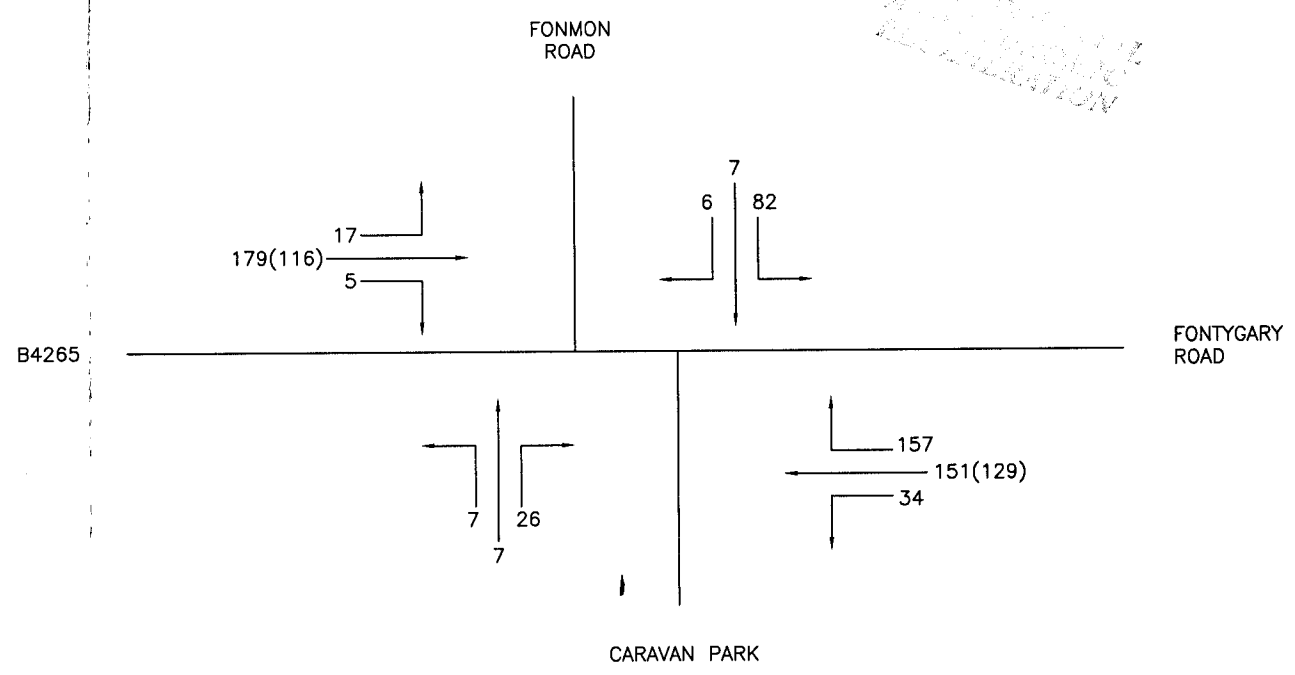 FONMON
ROAD
7
6
82
17
179(116)
5
B4265
FONTYGARY
ROAD
157
151(129)
34
7
26
7
CARAVAN PARK